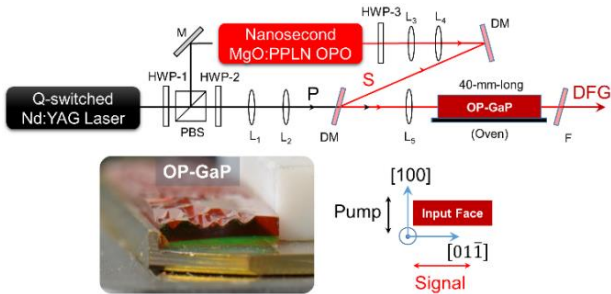 M
Nanosecond
MgO:PPLN OPO
HWP-3
L₃
L₄
DM
Q-switched
Nd:YAG Laser
HWP-1
HWP-2
PBS
L₁
L₂
P
S
DM
L₅
40-mm-long
OP-GaP
(Oven)
DFG
F
OP-GaP
[100]
Pump
Input Face
[011̄]
Signal